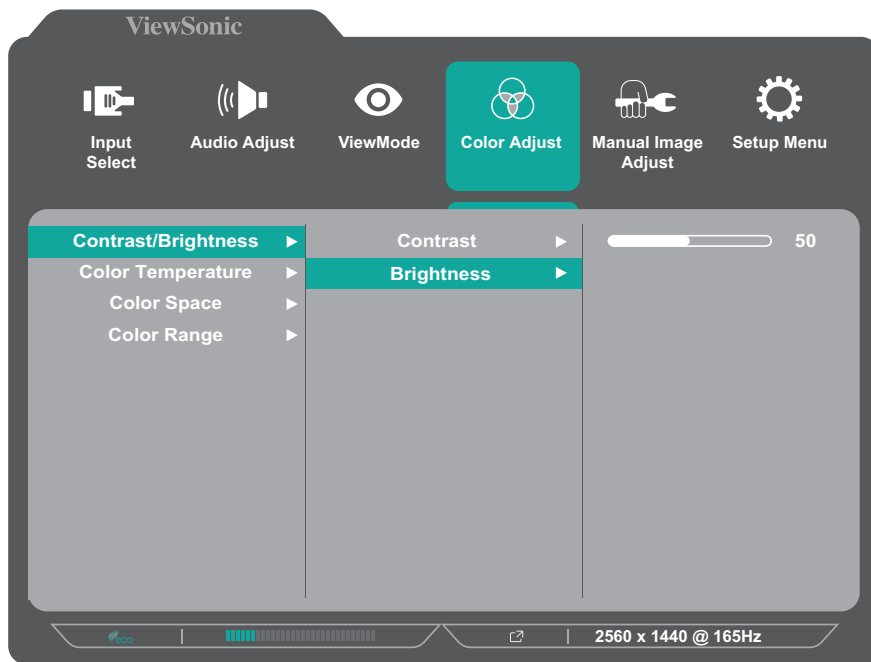 ViewSonic
Input Select
Audio Adjust
ViewMode
Color Adjust
Manual Image Adjust
Setup Menu
Contrast/Brightness
Contrast
50
Color Temperature
Brightness
Color Space
Color Range
eco
2560 x 1440 @ 165Hz